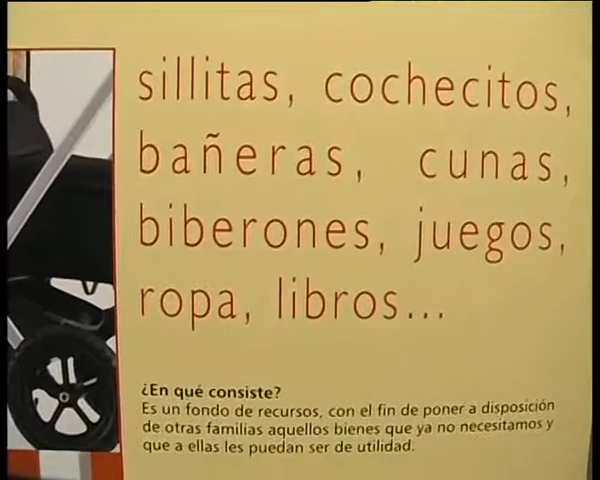 sillitas, cochecitos,
bañeras, cunas,
biberones, juegos,
ropa, libros...
¿En qué consiste?
Es un fondo de recursos, con el fin de poner a disposición
de otras familias aquellos bienes que ya no necesitamos y
que a ellas les puedan ser de utilidad.